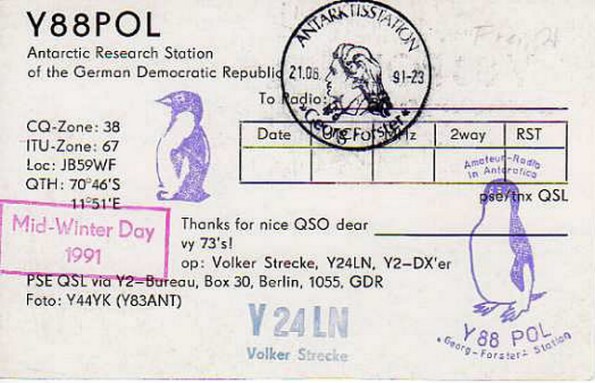 Y88POL
Antarctic Research Station
of the German Democratic Republic
ANTARKTISSTATION
21.06. 91-23
»Georg Forster«
To Radio:
CQ-Zone: 38
ITU-Zone: 67
Loc: JB59WF
QTH: 70°46'S
11°51'E
Date UTC MHz 2way RST
Amateur-Radio
in Antarctica
pse/tnx QSL
Mid-Winter Day
1991
Thanks for nice QSO dear
vy 73's!
op: Volker Strecke, Y24LN, Y2-DX'er
PSE QSL via Y2-Bureau, Box 30, Berlin, 1055, GDR
Foto: Y44YK (Y83ANT)
Y24LN
Volker Strecke
Y88 POL
Georg-Forster Station